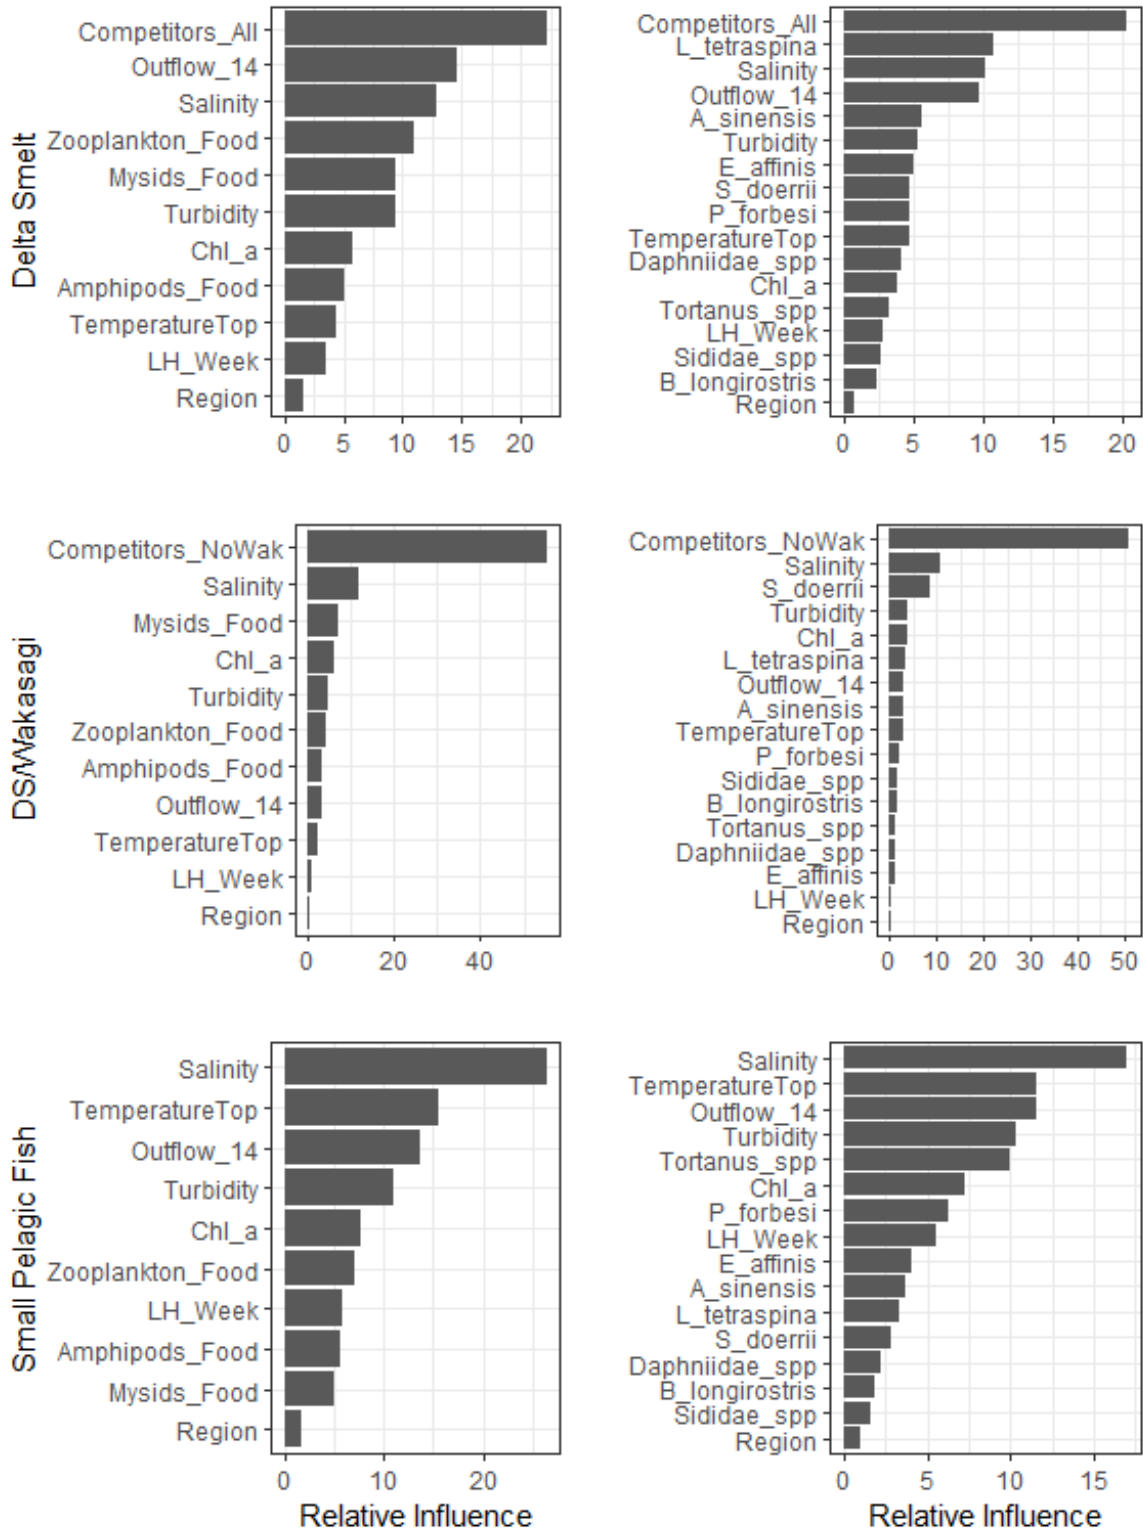 Delta Smelt
Competitors_All
Outflow_14
Salinity
Zooplankton_Food
Mysids_Food
Turbidity
Chl_a
Amphipods_Food
TemperatureTop
LH_Week
Region
0 5 10 15 20
Competitors_All
L_tetraspina
Salinity
Outflow_14
A_sinensis
Turbidity
E_affinis
S_doerrii
P_forbesi
TemperatureTop
Daphniidae_spp
Chl_a
Tortanus_spp
LH_Week
Sididae_spp
B_longirostris
Region
0 5 10 15 20
DS/Wakasagi
Competitors_NoWak
Salinity
Mysids_Food
Chl_a
Turbidity
Zooplankton_Food
Amphipods_Food
Outflow_14
TemperatureTop
LH_Week
Region
0 20 40
Competitors_NoWak
Salinity
S_doerrii
Turbidity
Chl_a
L_tetraspina
Outflow_14
A_sinensis
TemperatureTop
P_forbesi
Sididae_spp
B_longirostris
Tortanus_spp
Daphniidae_spp
E_affinis
LH_Week
Region
0 10 20 30 40 50
Small Pelagic Fish
Salinity
TemperatureTop
Outflow_14
Turbidity
Chl_a
Zooplankton_Food
LH_Week
Amphipods_Food
Mysids_Food
Region
0 10 20
Relative Influence
Salinity
TemperatureTop
Outflow_14
Turbidity
Tortanus_spp
Chl_a
P_forbesi
LH_Week
E_affinis
A_sinensis
L_tetraspina
S_doerrii
Daphniidae_spp
B_longirostris
Sididae_spp
Region
0 5 10 15
Relative Influence